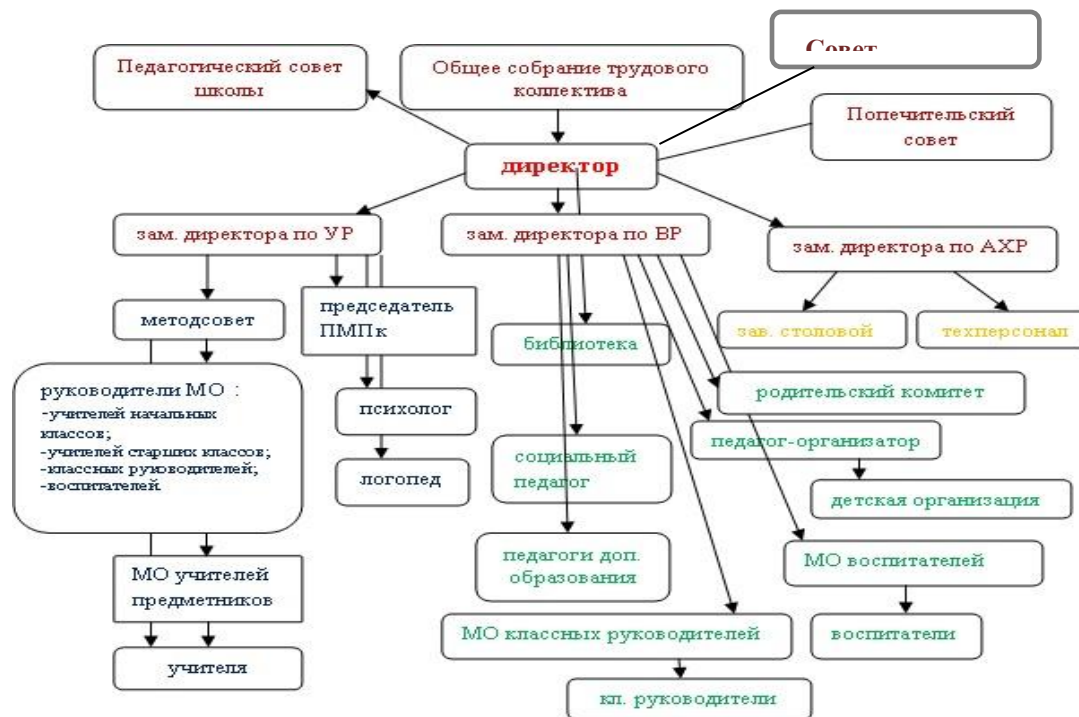 Совет
Педагогический совет
школы
Общее собрание трудового
коллектива
Попечительский
совет
директор
зам. директора по УР
зам. директора по ВР
зам. директора по АХР
методсовет
председатель
ПМПк
библиотека
зав. столовой
техперсонал
руководители МО :
-учителей начальных
классов;
-учителей старших классов;
-классных руководителей;
-воспитателей.
психолог
логопед
родительский комитет
педагог-организатор
социальный
педагог
детская организация
педагоги доп.
образования
МО воспитателей
МО учителей
предметников
МО классных руководителей
воспитатели
учителя
кл. руководители